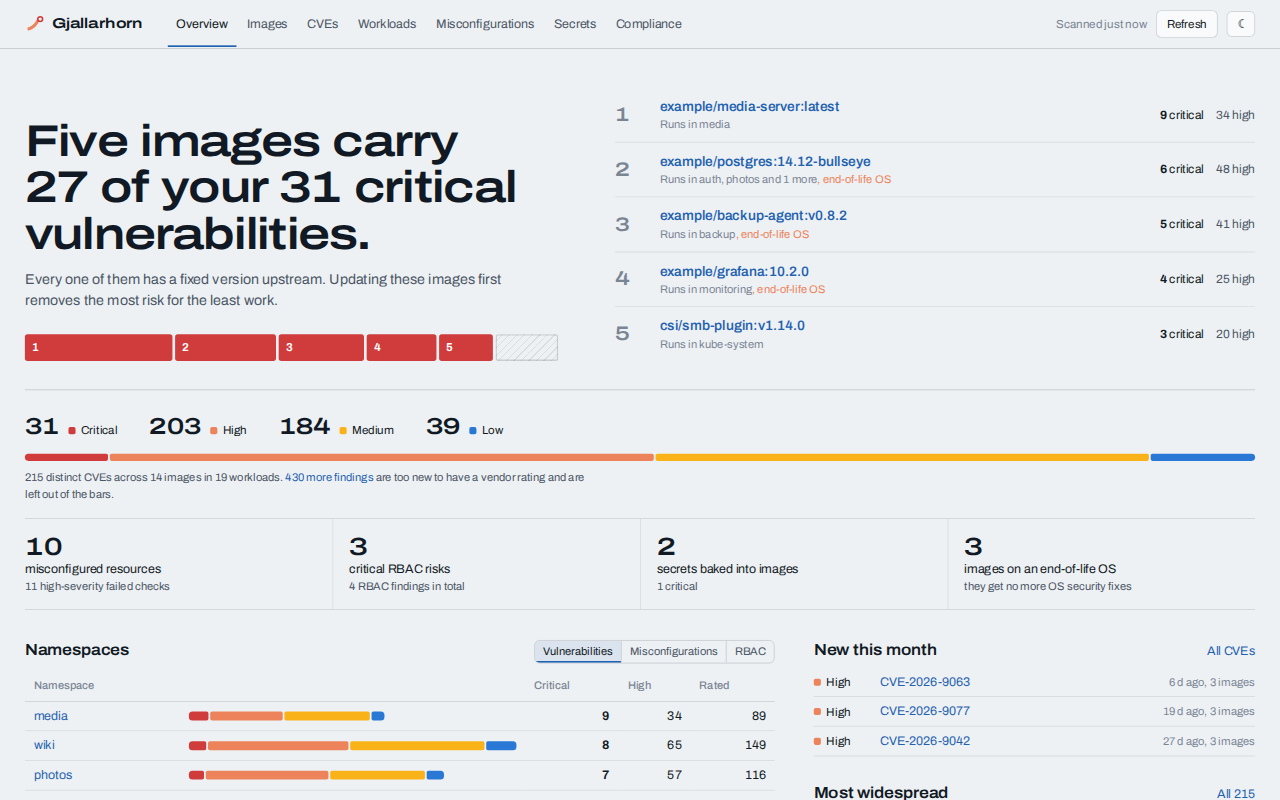 Gjallarhorn
Overview Images CVEs Workloads Misconfigurations Secrets Compliance
Scanned just now Refresh
Five images carry
27 of your 31 critical
vulnerabilities.
Every one of them has a fixed version upstream. Updating these images first
removes the most risk for the least work.
1 2 3 4 5
1 example/media-server:latest 9 critical 34 high
Runs in media
2 example/postgres:14.12-bullseye 6 critical 48 high
Runs in auth, photos and 1 more, end-of-life OS
3 example/backup-agent:v0.8.2 5 critical 41 high
Runs in backup, end-of-life OS
4 example/grafana:10.2.0 4 critical 25 high
Runs in monitoring, end-of-life OS
5 csi/smb-plugin:v1.14.0 3 critical 20 high
Runs in kube-system
31 Critical 203 High 184 Medium 39 Low
215 distinct CVEs across 14 images in 19 workloads. 430 more findings are too new to have a vendor rating and are
left out of the bars.
10
misconfigured resources
11 high-severity failed checks
3
critical RBAC risks
4 RBAC findings in total
2
secrets baked into images
1 critical
3
images on an end-of-life OS
they get no more OS security fixes
Namespaces Vulnerabilities Misconfigurations RBAC
Namespace Critical High Rated
media 9 34 89
wiki 8 65 149
photos 7 57 116
New this month All CVEs
High CVE-2026-9063 6 d ago, 3 images
High CVE-2026-9077 19 d ago, 3 images
High CVE-2026-9042 27 d ago, 3 images
Most widespread All 215